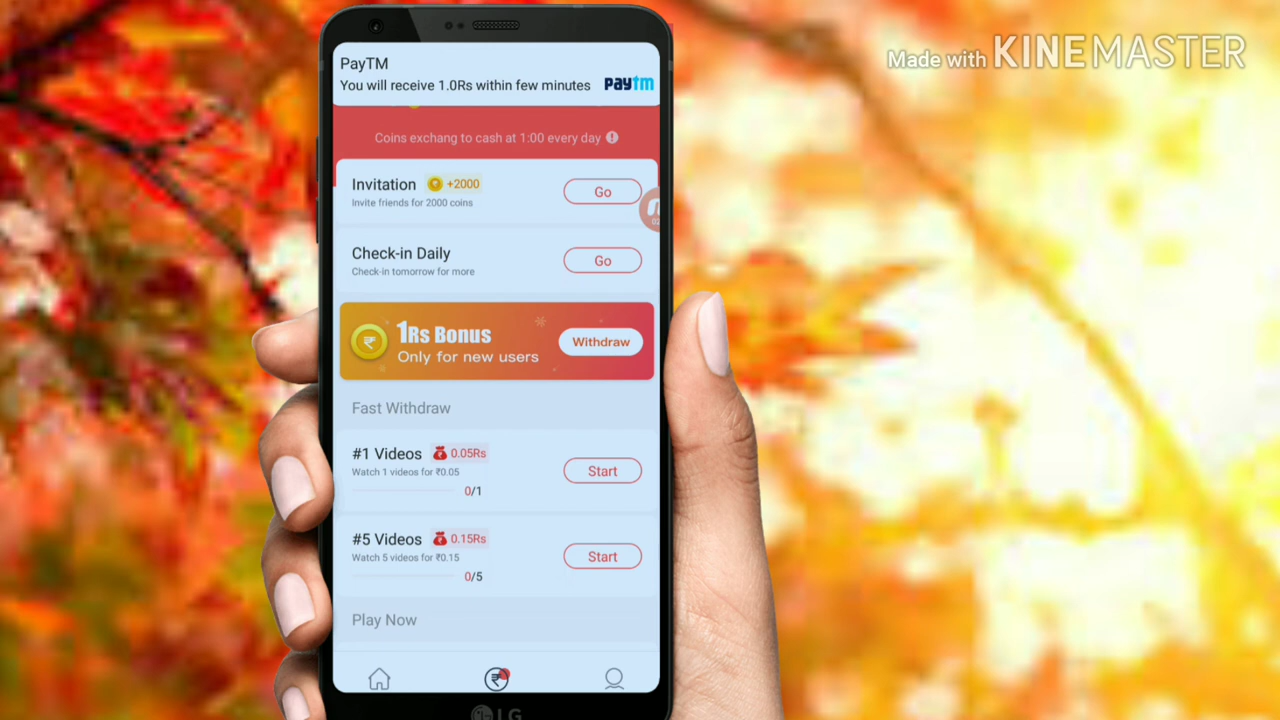 Made with KINEMASTER
PayTM
You will receive 1.0Rs within few minutes
paytm
Coins exchang to cash at 1:00 every day
Invitation +2000
Invite friends for 2000 coins
Go
Check-in Daily
Check-in tomorrow for more
Go
1Rs Bonus
Only for new users
Withdraw
Fast Withdraw
#1 Videos 0.05Rs
Watch 1 videos for ₹0.05
0/1
Start
#5 Videos 0.15Rs
Watch 5 videos for ₹0.15
0/5
Start
Play Now
LG